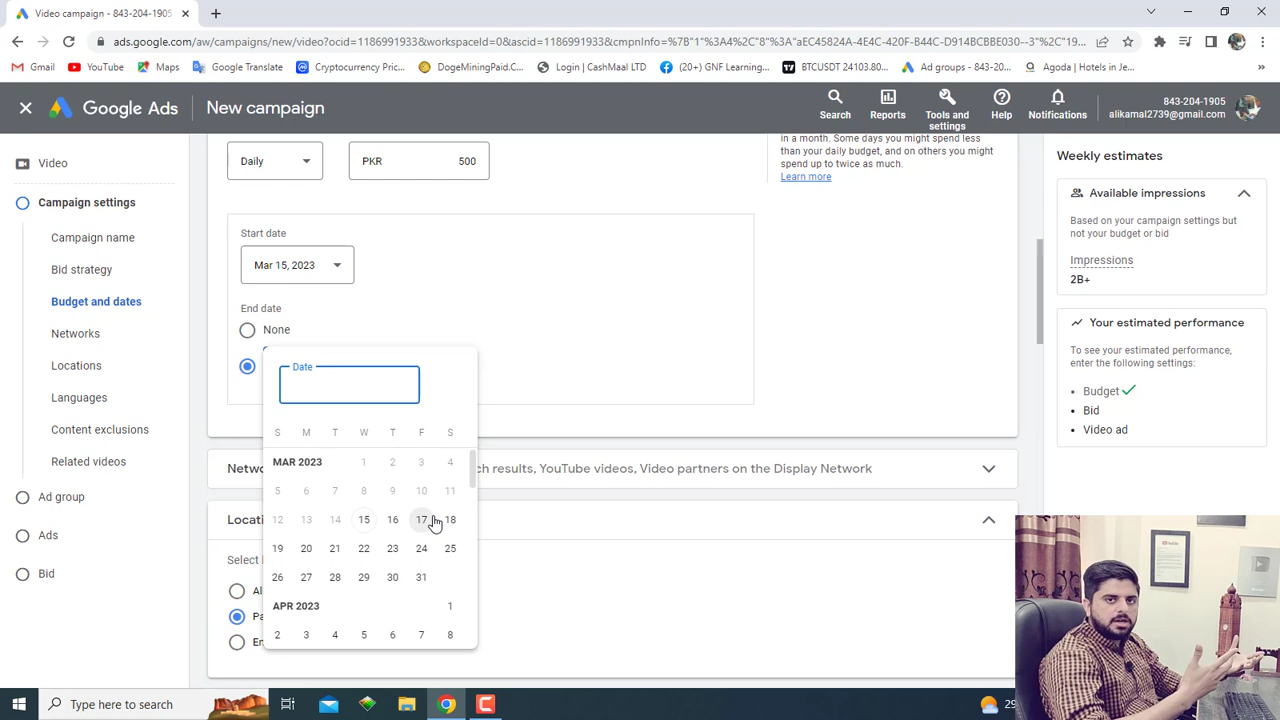 Video campaign - 843-204-1905
ads.google.com/aw/campaigns/new/video?ocid=1186991933&workspaceId=0&ascid=1186991933&cmpnInfo=%7B"1"%3A4%2C"8"%3A"aEC45824A-4E4C-420F-B44C-D914BCBBE030--3"%2C"19...
Gmail YouTube Maps Google Translate Cryptocurrency Pric... DogeMiningPaid.C... Login | CashMaal LTD (20+) GNF Learning... BTCUSDT 24103.80... Ad groups - 843-20... Agoda | Hotels in Je...
Google Ads New campaign
Search Reports Tools and settings Help Notifications
843-204-1905
alikamal2739@gmail.com
Video
Campaign settings
Campaign name
Bid strategy
Budget and dates
Networks
Locations
Languages
Content exclusions
Related videos
Ad group
Ads
Bid
Daily PKR 500
in a month. Some days you might spend less
than your daily budget, and on others you might
spend up to twice as much.
Learn more
Start date
Mar 15, 2023
End date
None
Date
S M T W T F S
MAR 2023 1 2 3 4
5 6 7 8 9 10 11
12 13 14 15 16 17 18
19 20 21 22 23 24 25
26 27 28 29 30 31
APR 2023 1
2 3 4 5 6 7 8
Netw ch results, YouTube videos, Video partners on the Display Network
Locati
Select l
Al
Pa
En
Weekly estimates
Available impressions
Based on your campaign settings but
not your budget or bid
Impressions
2B+
Your estimated performance
To see your estimated performance,
enter the following settings:
Budget
Bid
Video ad
Type here to search
29